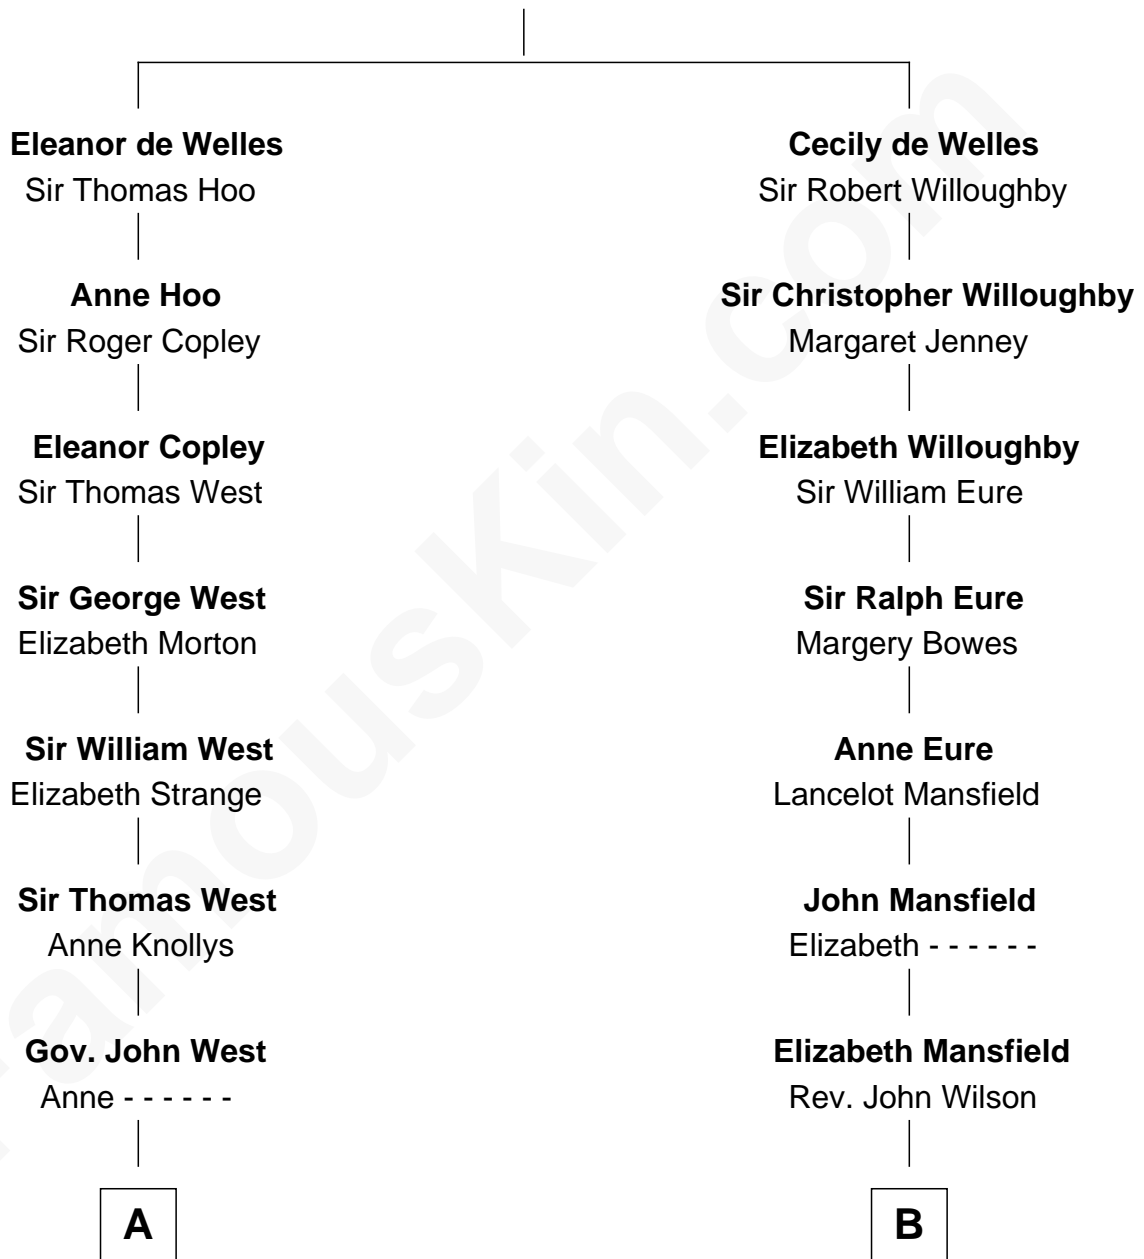 Eleanor de Welles
Sir Thomas Hoo
Anne Hoo
Sir Roger Copley
Eleanor Copley
Sir Thomas West
Sir George West
Elizabeth Morton
Sir William West
Elizabeth Strange
Sir Thomas West
Anne Knollys
Gov. John West
Anne - - - - - -
A
Cecily de Welles
Sir Robert Willoughby
Sir Christopher Willoughby
Margaret Jenney
Elizabeth Willoughby
Sir William Eure
Sir Ralph Eure
Margery Bowes
Anne Eure
Lancelot Mansfield
John Mansfield
Elizabeth - - - - - -
Elizabeth Mansfield
Rev. John Wilson
B
FamousKin.com